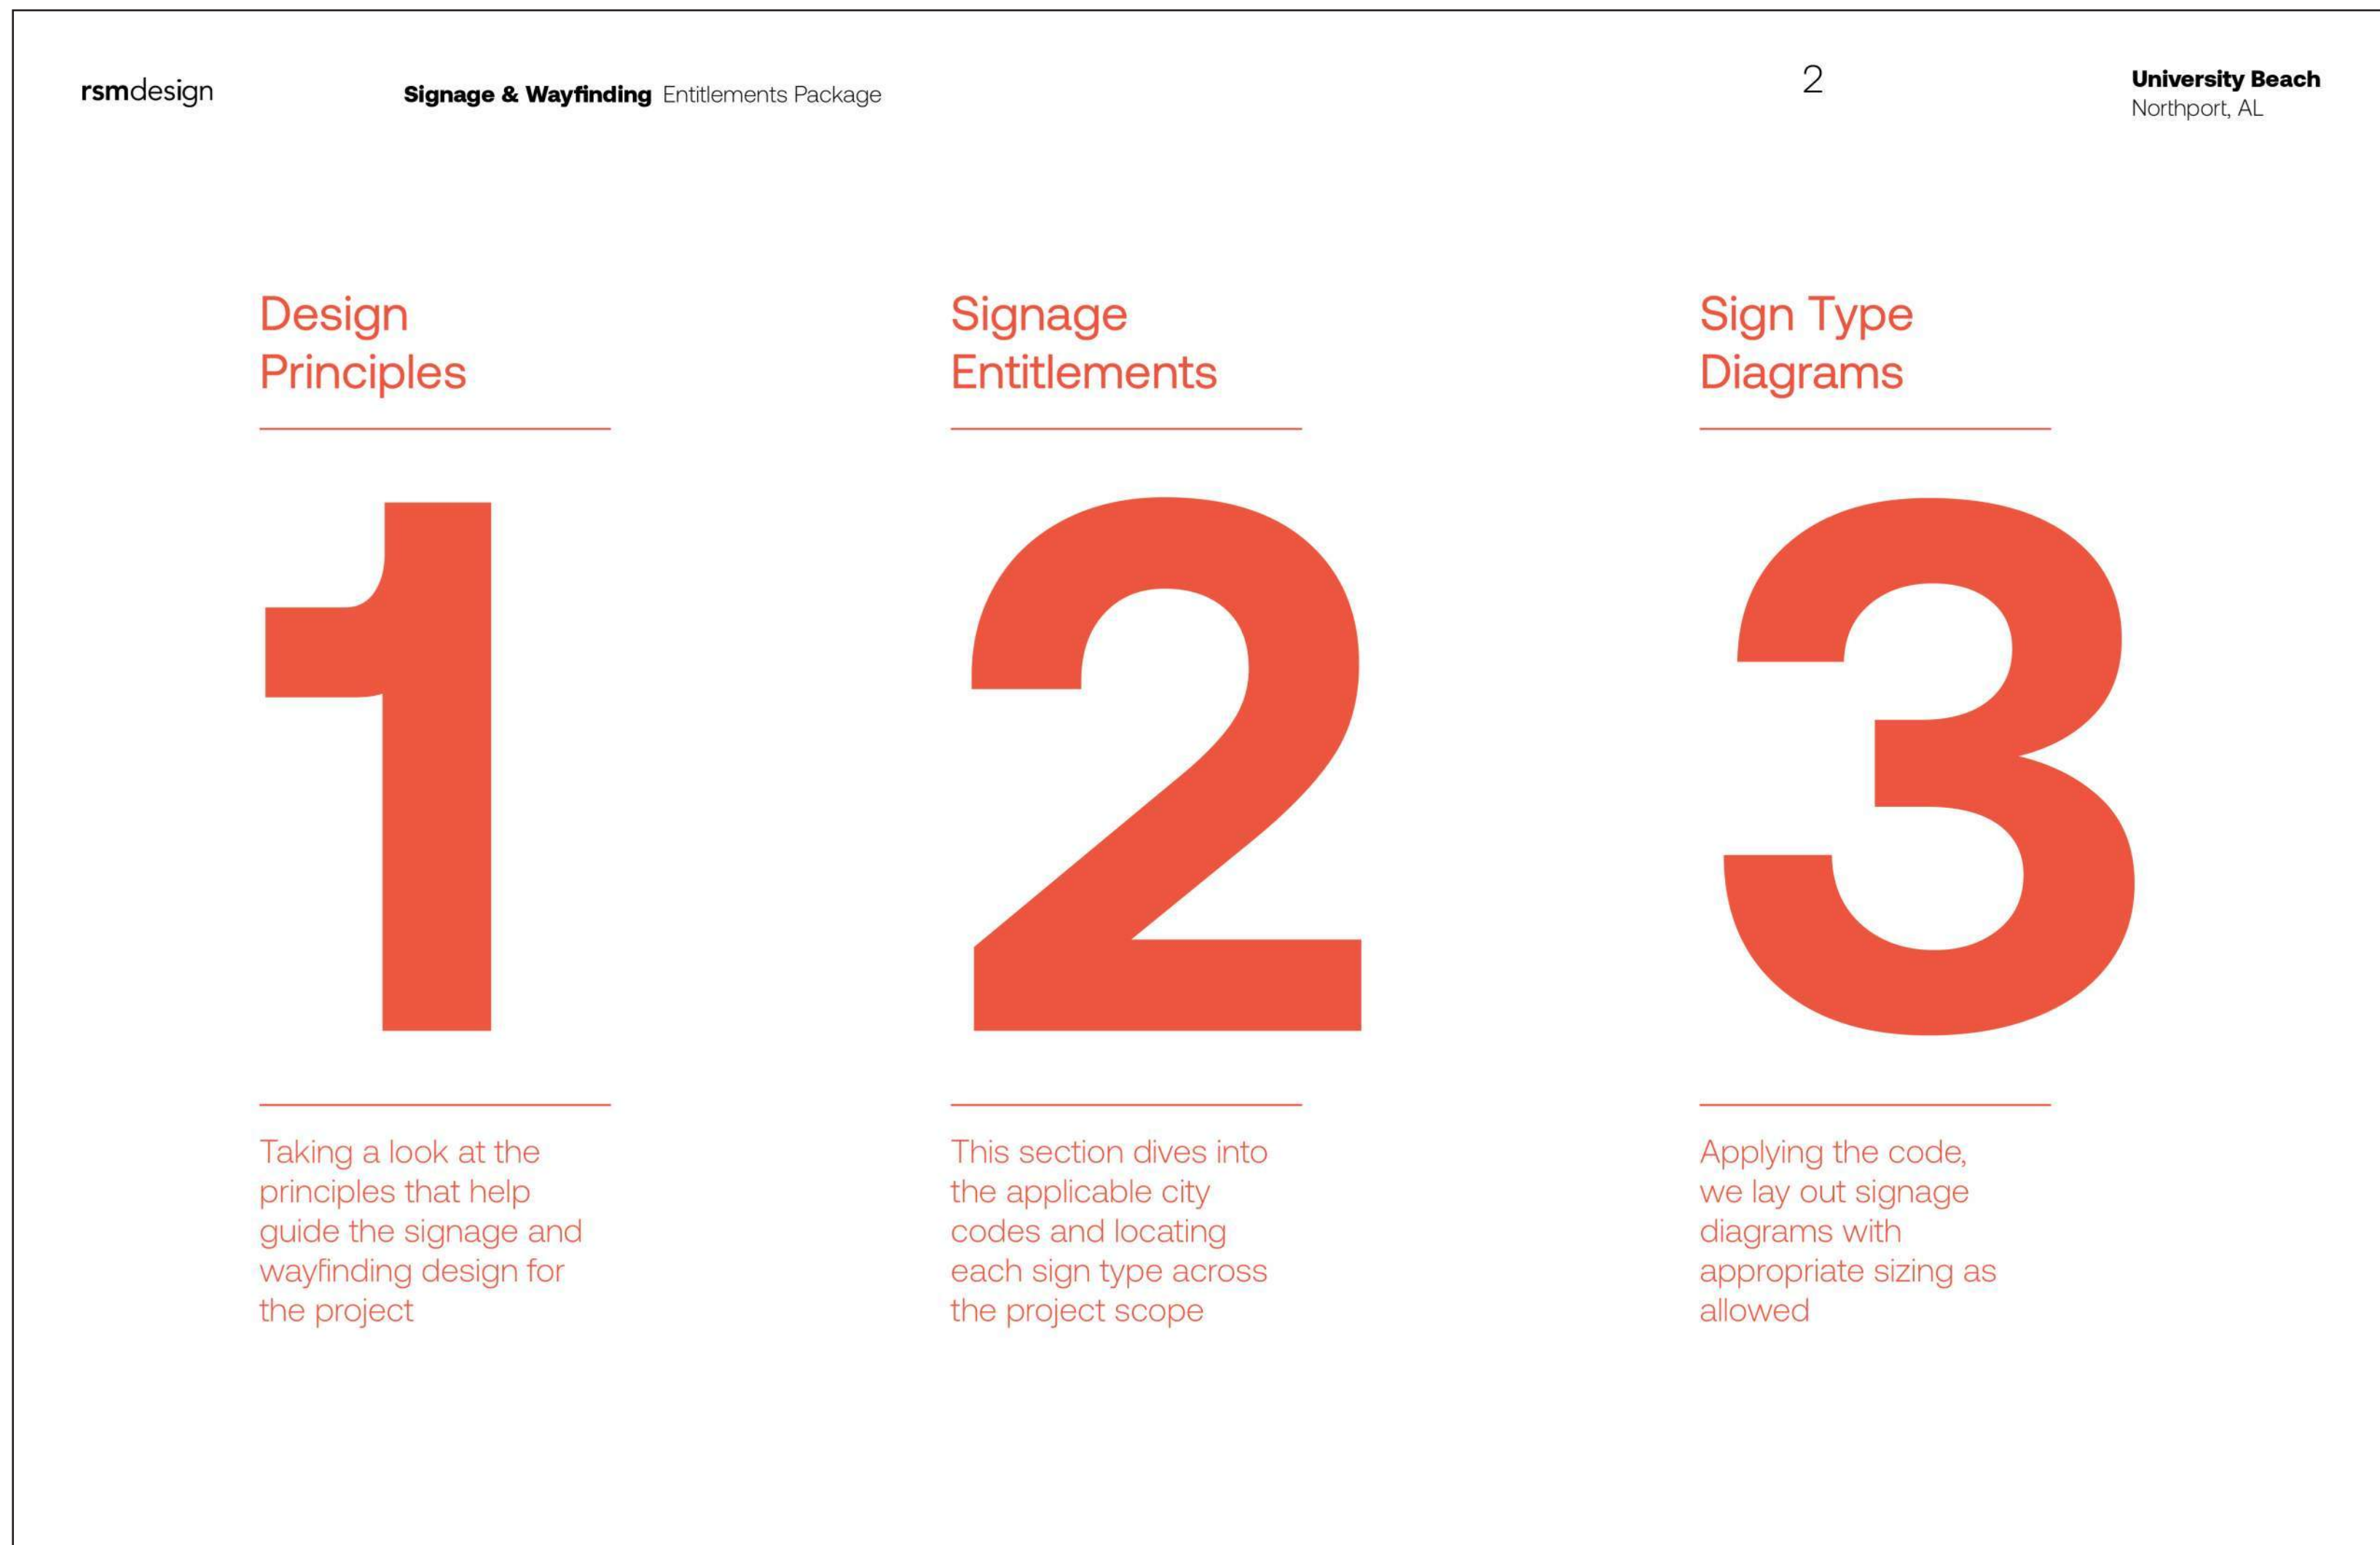 rsmdesign
Signage & Wayfinding Entitlements Package
2
University Beach
Northport, AL
Design
Principles
1
Taking a look at the
principles that help
guide the signage and
wayfinding design for
the project
Signage
Entitlements
2
This section dives into
the applicable city
codes and locating
each sign type across
the project scope
Sign Type
Diagrams
3
Applying the code,
we lay out signage
diagrams with
appropriate sizing as
allowed